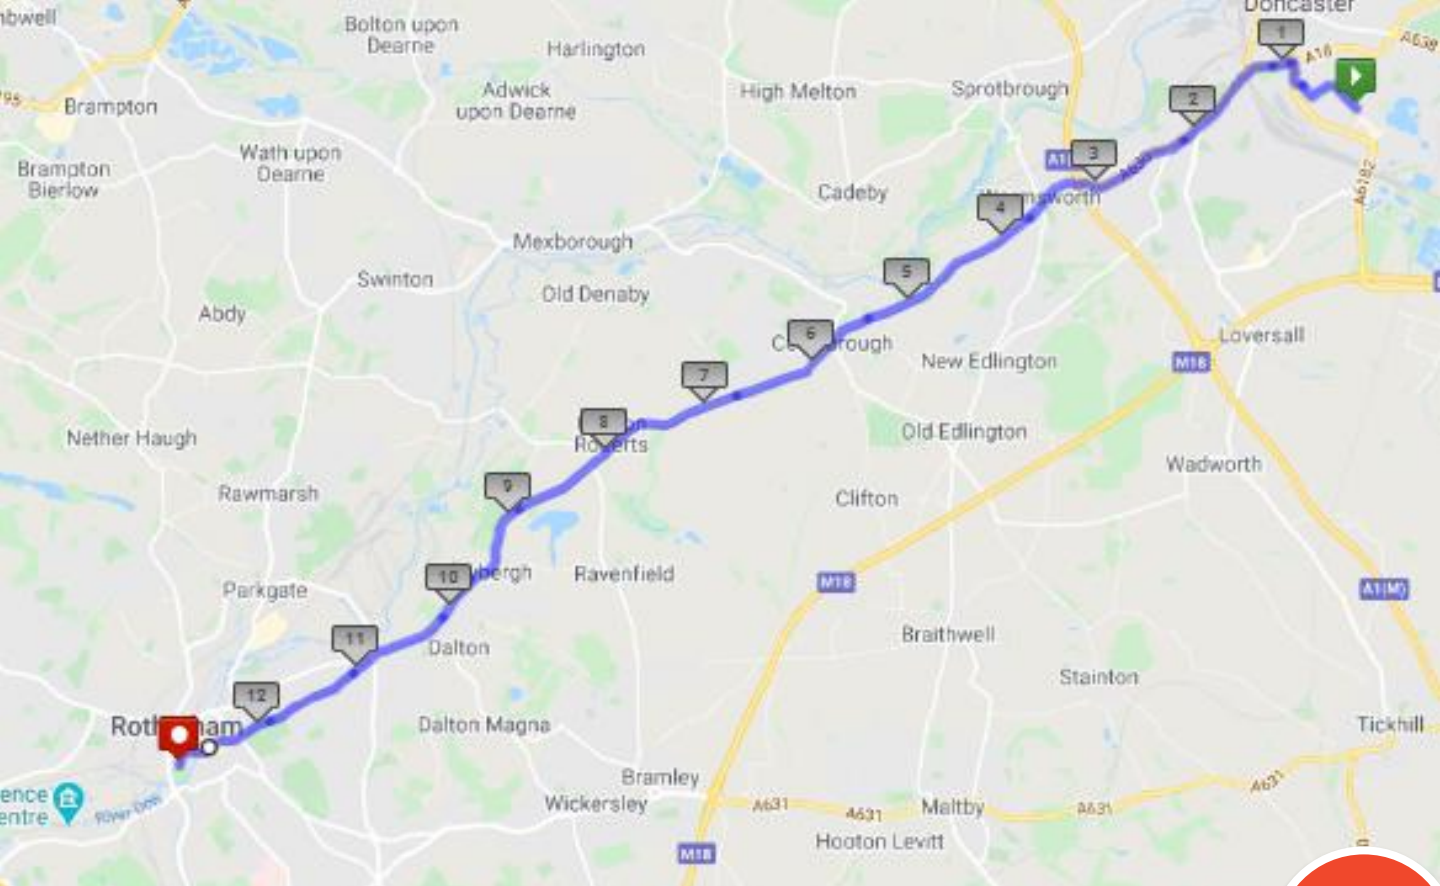 Doncaster
Bolton upon
Dearne
Harlington
1
A18
A638
Adwick
upon Dearne
High Melton
Sprotbrough
2
Brampton
Wath upon
Dearne
3
A630
Brampton
Bierlow
Cadeby
4
A6182
Mexborough
Swinton
Old Denaby
5
Abdy
6
New Edlington
Loversall
M18
7
8
Nether Haugh
Old Edlington
Wadworth
Rawmarsh
9
Clifton
10
Ravenfield
M18
A1(M)
Parkgate
11
Dalton
Braithwell
Stainton
12
Dalton Magna
Tickhill
Bramley
Wickersley
A631
A631
Maltby
A631
A631
River Don
Hooton Levitt
M18